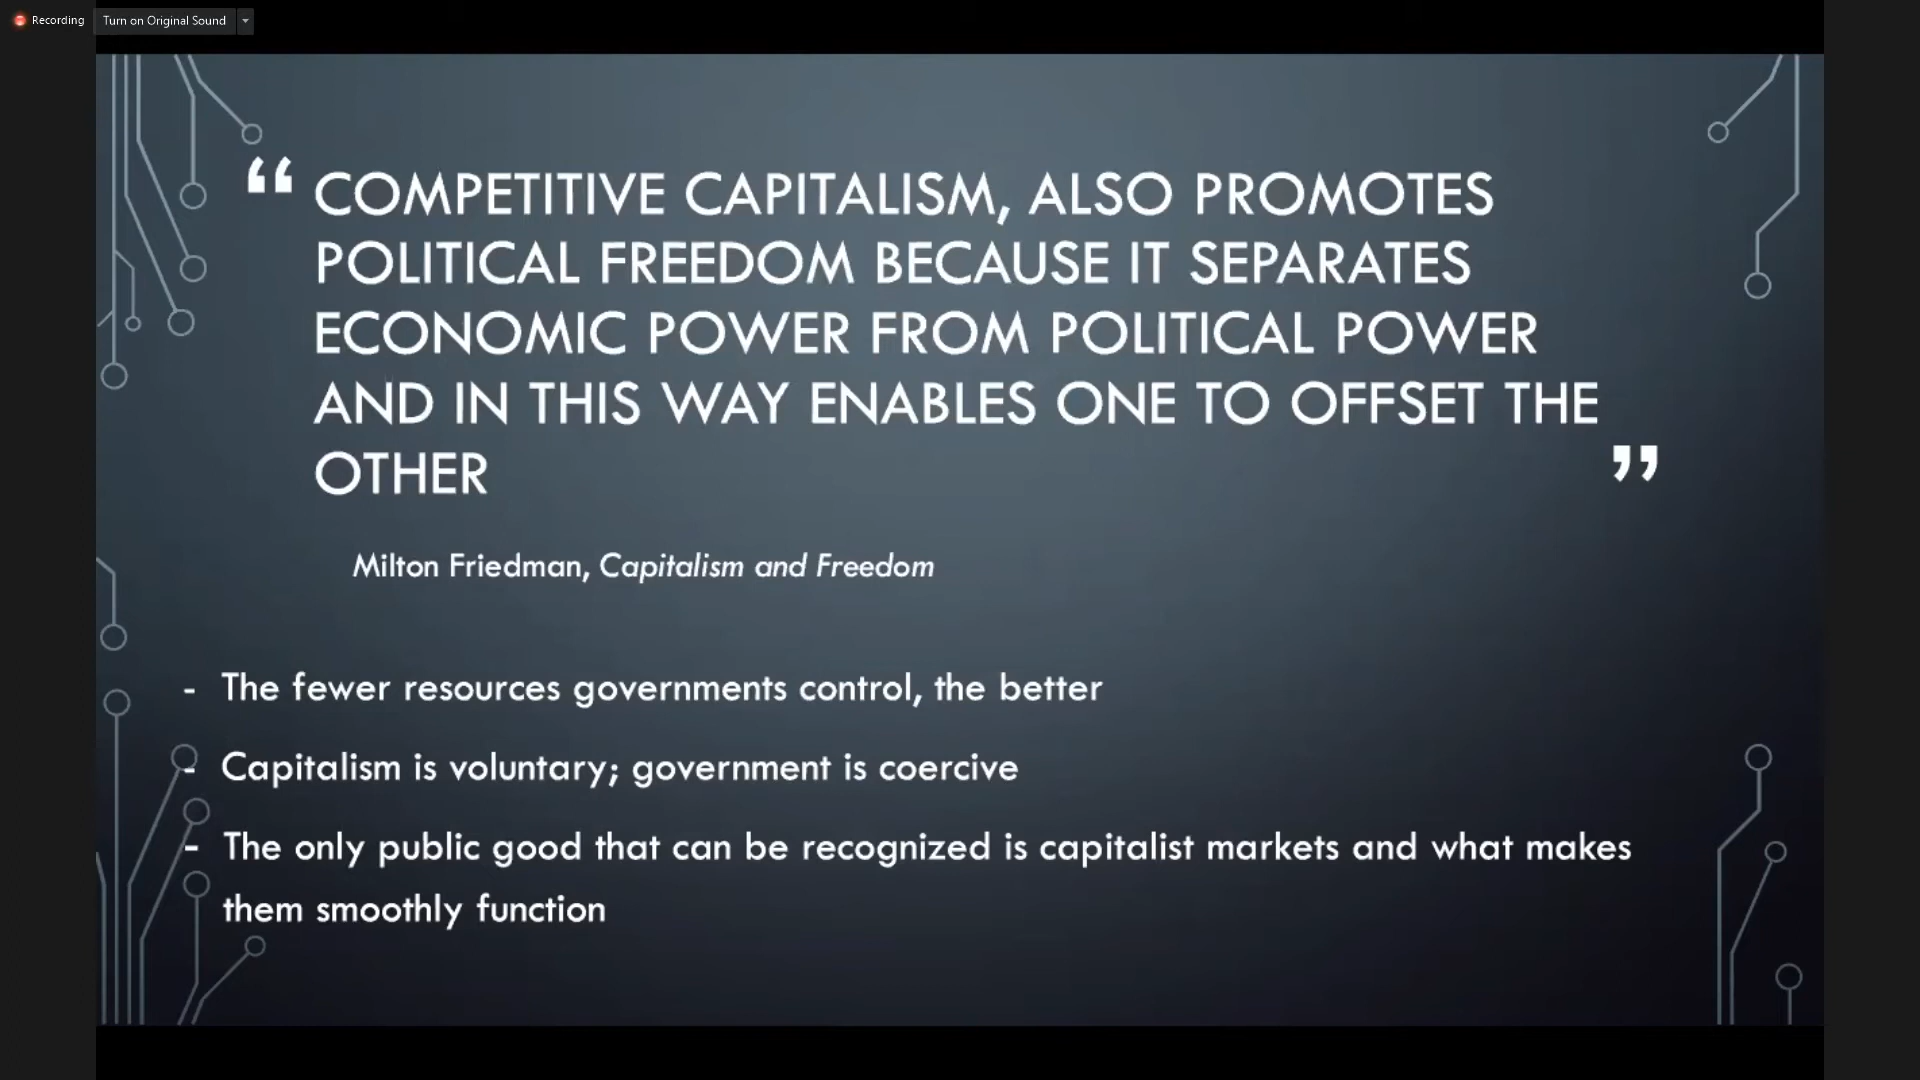 Recording
Turn on Original Sound
“COMPETITIVE CAPITALISM, ALSO PROMOTES
POLITICAL FREEDOM BECAUSE IT SEPARATES
ECONOMIC POWER FROM POLITICAL POWER
AND IN THIS WAY ENABLES ONE TO OFFSET THE
OTHER”
Milton Friedman, Capitalism and Freedom
- The fewer resources governments control, the better
- Capitalism is voluntary; government is coercive
- The only public good that can be recognized is capitalist markets and what makes
them smoothly function